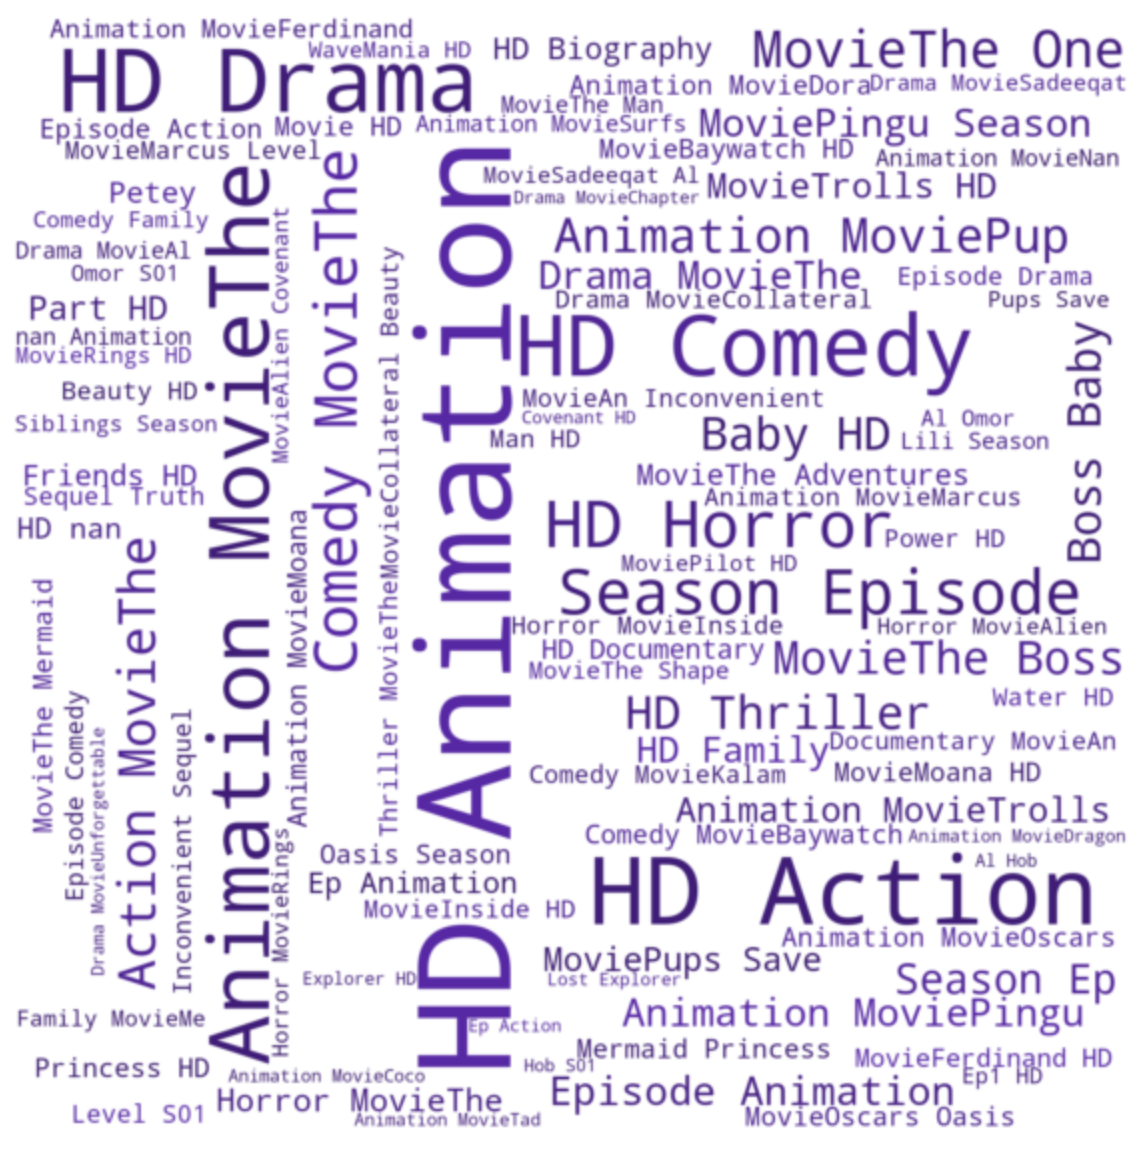 Animation MovieFerdinand
WaveMania HD
HD Biography
MovieThe One
HD Drama
Animation MovieDora
Drama MovieSadeeqat
MovieThe Man
Episode Action
Movie HD
Animation MovieSurfs
MoviePingu Season
MovieMarcus Level
MovieBaywatch HD
Animation MovieNan
MovieSadeeqat Al
MovieTrolls HD
Petey
Drama MovieChapter
Comedy Family
Animation MoviePup
Drama MovieAl
Omor S01
Drama MovieThe
Episode Drama
Part HD
Drama MovieCollateral
Pups Save
nan Animation
MovieRings HD
HD Comedy
Beauty HD
MovieAn Inconvenient
Siblings Season
Covenant HD
Al Omor
Man HD
Baby HD
Lili Season
Boss Baby
Friends HD
MovieThe Adventures
Sequel Truth
Animation MovieMarcus
HD nan
HD Horror
Power HD
MoviePilot HD
Season Episode
Horror MovieInside
Horror MovieAlien
HD Documentary
MovieThe Boss
MovieThe Shape
MovieThe Mermaid
Episode Comedy
Drama MovieUnforgettable
Action MovieThe
Inconvenient Sequel
Animation MovieThe
MovieAlien Covenant
Animation MovieMoana
Horror MovieRings
Comedy MovieThe
Thriller MovieTheMovieCollateral Beauty
HD Animation
Water HD
HD Thriller
HD Family
Documentary MovieAn
Comedy MovieKalam
MovieMoana HD
Animation MovieTrolls
Comedy MovieBaywatch
Animation MovieDragon
Oasis Season
Al Hob
Ep Animation
HD Action
MovieInside HD
Animation MovieOscars
MoviePups Save
Explorer HD
Lost Explorer
Season Ep
Family MovieMe
Animation MoviePingu
Ep Action
Mermaid Princess
MovieFerdinand HD
Princess HD
Hob S01
Animation MovieCoco
Ep1 HD
Horror MovieThe
Episode Animation
Level S01
Animation MovieTad
MovieOscars Oasis